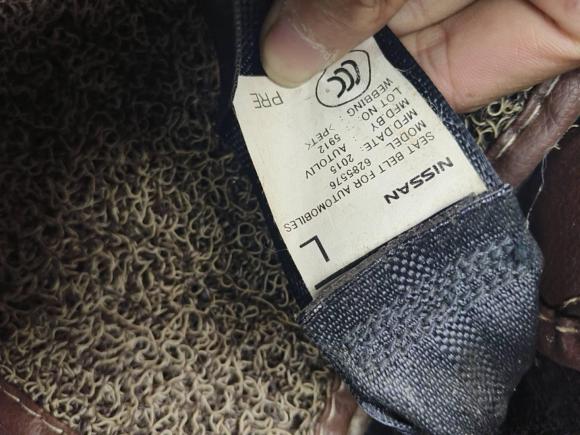 NISSAN
SEAT BELT FOR AUTOMOBILES
MODEL 6285576
MFD DATE: 2015
MFD BY AUTOLIV
LOT NO : 5912
WEBBING : >PET<
CCC
PRE
L